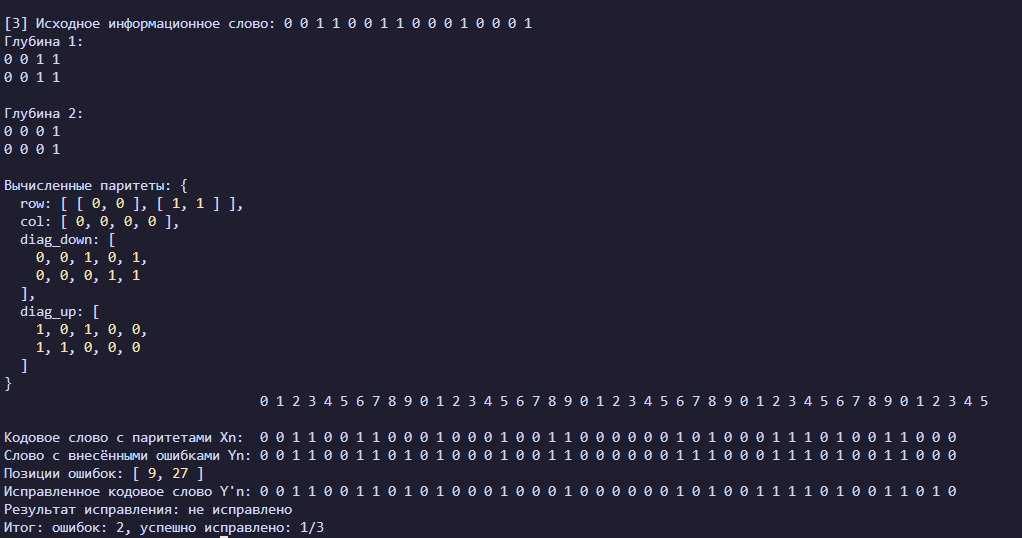 [3] Исходное информационное слово: 0 0 1 1 0 0 1 1 0 0 0 1 0 0 0 1
Глубина 1:
0 0 1 1
0 0 1 1
Глубина 2:
0 0 0 1
0 0 0 1
Вычисленные паритеты: {
row: [ [ 0, 0 ], [ 1, 1 ] ],
col: [ 0, 0, 0, 0 ],
diag_down: [
0, 0, 1, 0, 1,
0, 0, 0, 1, 1
],
diag_up: [
1, 0, 1, 0, 0,
1, 1, 0, 0, 0
]
}
0 1 2 3 4 5 6 7 8 9 0 1 2 3 4 5 6 7 8 9 0 1 2 3 4 5 6 7 8 9 0 1 2 3 4 5 6 7 8 9 0 1 2 3 4 5
Кодовое слово с паритетами Xn: 0 0 1 1 0 0 1 1 0 0 0 1 0 0 0 1 0 0 1 1 0 0 0 0 0 0 1 0 1 0 0 0 1 1 1 0 1 0 0 1 1 0 0 0
Слово с внесёнными ошибками Yn: 0 0 1 1 0 0 1 1 0 1 0 1 0 0 0 1 0 0 1 1 0 0 0 0 0 0 1 1 1 0 0 0 1 1 1 0 1 0 0 1 1 0 0 0
Позиции ошибок: [ 9, 27 ]
Исправленное кодовое слово Y'n: 0 0 1 1 0 0 1 1 0 1 0 1 0 0 0 1 0 0 0 1 0 0 0 0 0 0 1 0 1 0 0 1 1 1 1 0 1 0 0 1 1 0 1 0
Результат исправления: не исправлено
Итог: ошибок: 2, успешно исправлено: 1/3